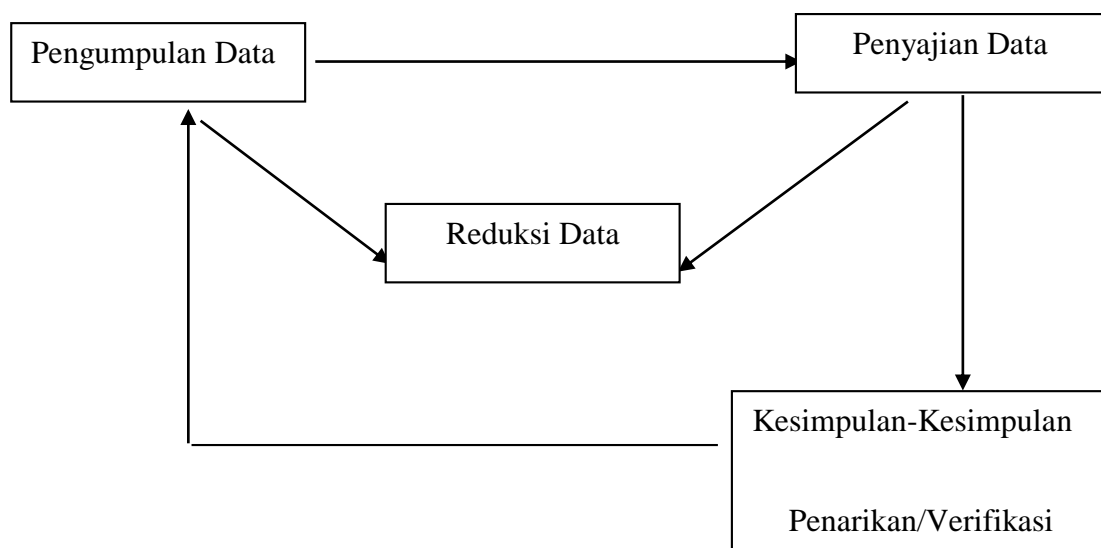 Pengumpulan Data
Penyajian Data
Reduksi Data
Kesimpulan-Kesimpulan
Penarikan/Verifikasi